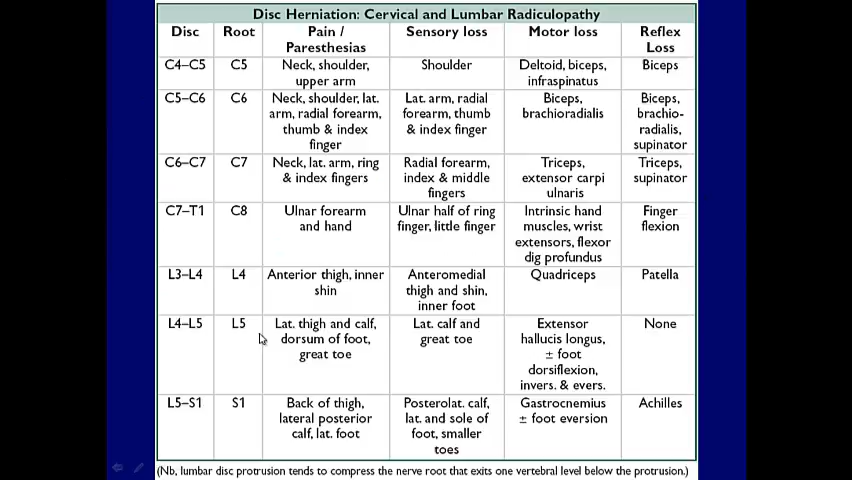 Disc Herniation: Cervical and Lumbar Radiculopathy
Disc Root Pain / Paresthesias Sensory loss Motor loss Reflex Loss
C4–C5 C5 Neck, shoulder, upper arm Shoulder Deltoid, biceps, infraspinatus Biceps
C5–C6 C6 Neck, shoulder, lat. arm, radial forearm, thumb & index finger Lat. arm, radial forearm, thumb & index finger Biceps, brachioradialis Biceps, brachio-radialis, supinator
C6–C7 C7 Neck, lat. arm, ring & index fingers Radial forearm, index & middle fingers Triceps, extensor carpi ulnaris Triceps, supinator
C7–T1 C8 Ulnar forearm and hand Ulnar half of ring finger, little finger Intrinsic hand muscles, wrist extensors, flexor dig profundus Finger flexion
L3–L4 L4 Anterior thigh, inner shin Anteromedial thigh and shin, inner foot Quadriceps Patella
L4–L5 L5 Lat. thigh and calf, dorsum of foot, great toe Lat. calf and great toe Extensor hallucis longus, ± foot dorsiflexion, invers. & evers. None
L5–S1 S1 Back of thigh, lateral posterior calf, lat. foot Posterolat. calf, lat. and sole of foot, smaller toes Gastrocnemius ± foot eversion Achilles
(Nb, lumbar disc protrusion tends to compress the nerve root that exits one vertebral level below the protrusion.)